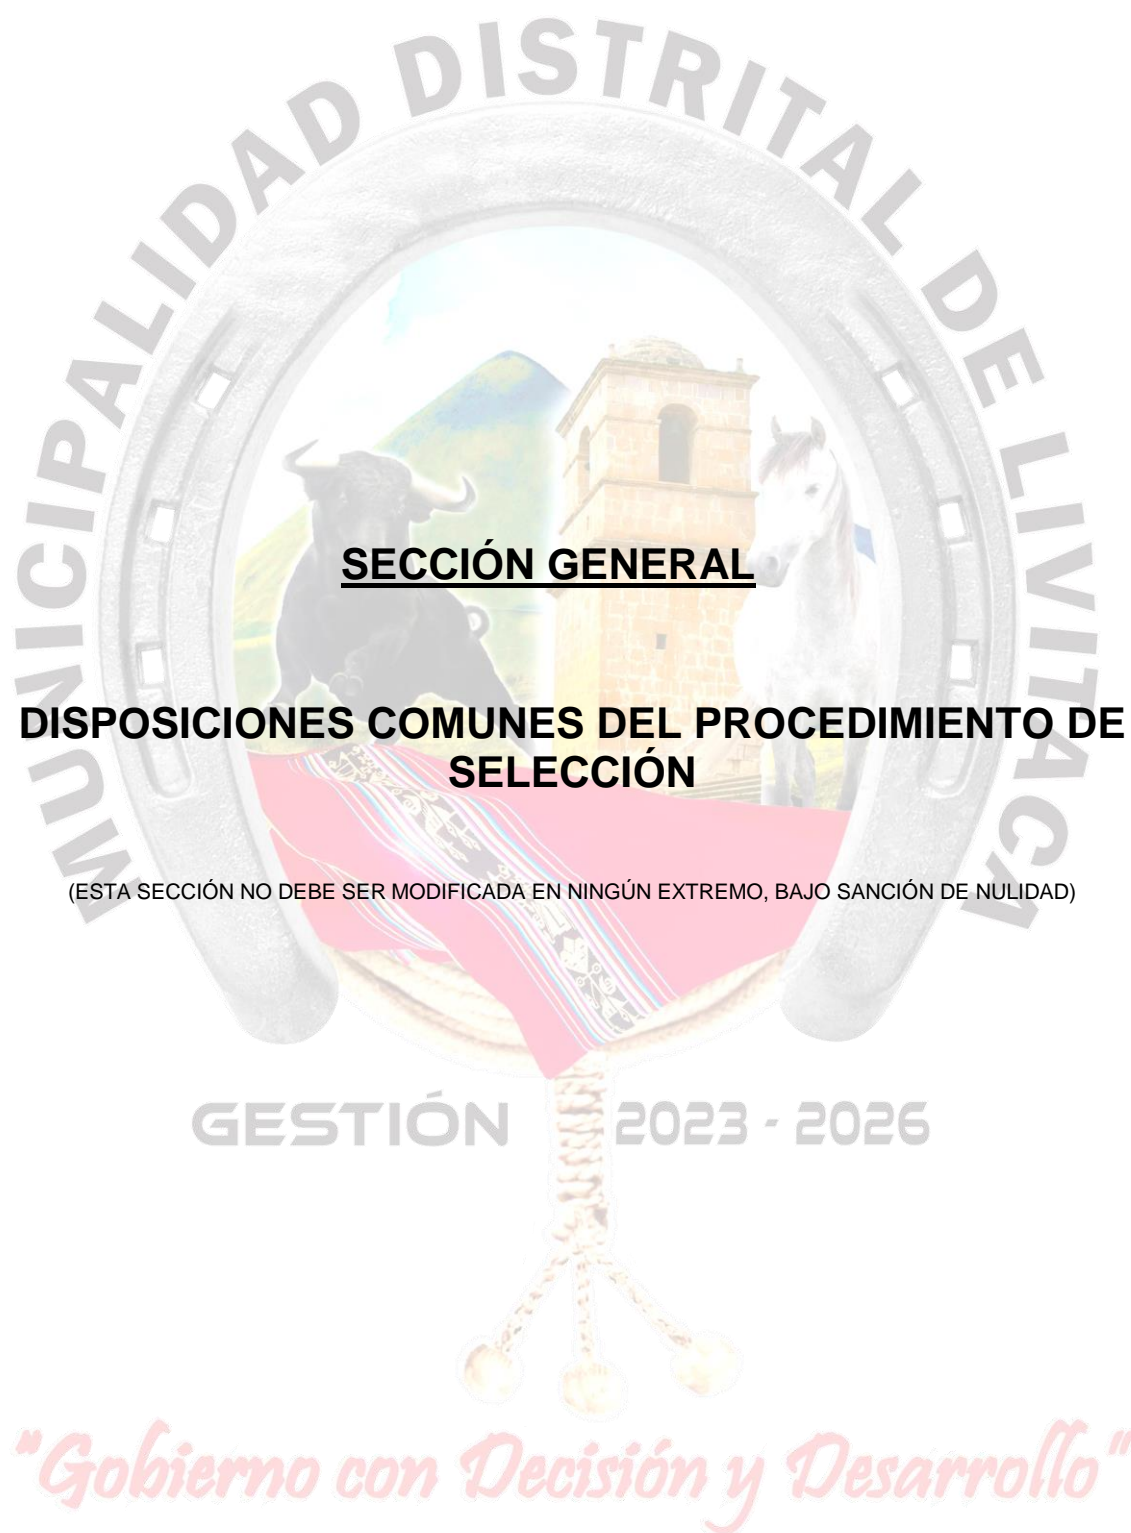 MUNICIPALIDAD DISTRITAL DE LIVITACA
SECCIÓN GENERAL
DISPOSICIONES COMUNES DEL PROCEDIMIENTO DE
SELECCIÓN
(ESTA SECCIÓN NO DEBE SER MODIFICADA EN NINGÚN EXTREMO, BAJO SANCIÓN DE NULIDAD)
GESTIÓN 2023 - 2026
"Gobierno con Decisión y Desarrollo"